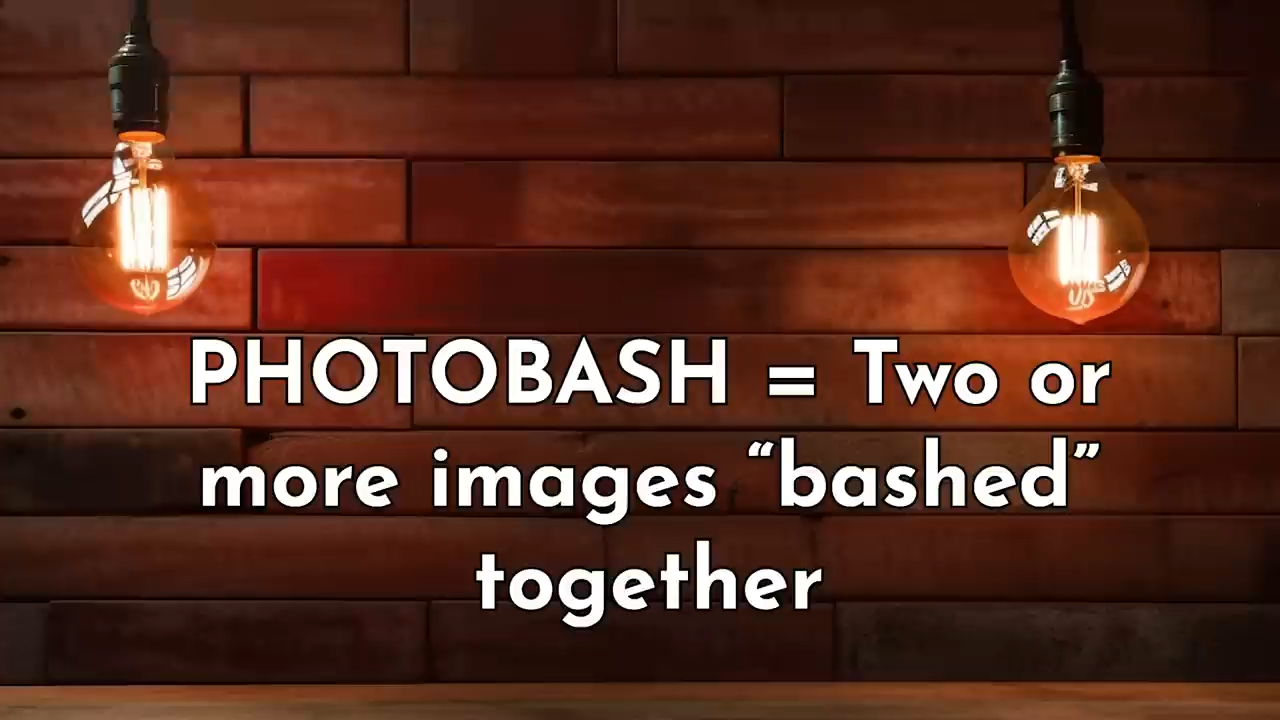 PHOTOBASH = Two or
more images “bashed”
together